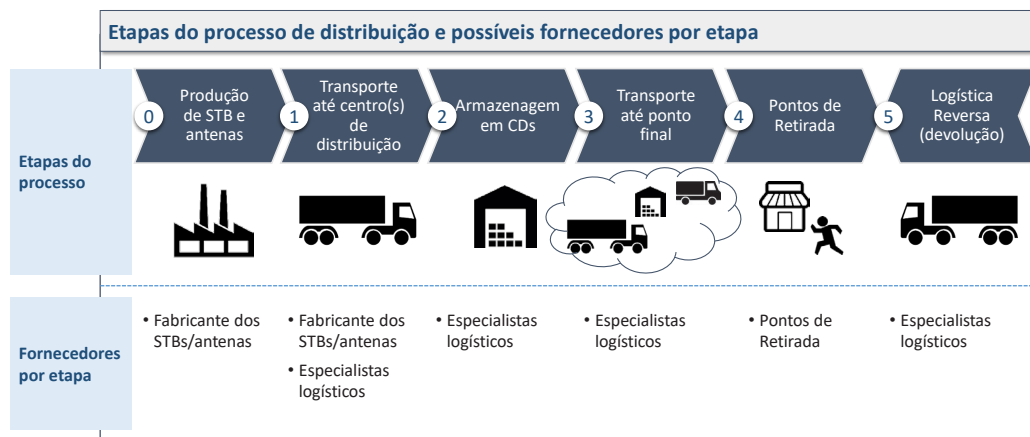 Etapas do processo de distribuição e possíveis fornecedores por etapa
Etapas do
processo
0
Produção
de STB e
antenas
1
Transporte
até centro(s)
de
distribuição
2
Armazenagem
em CDs
3
Transporte
até ponto
final
4
Pontos de
Retirada
5
Logística
Reversa
(devolução)
Fornecedores
por etapa
• Fabricante dos
STBs/antenas
• Fabricante dos
STBs/antenas
• Especialistas
logísticos
• Especialistas
logísticos
• Especialistas
logísticos
• Pontos de
Retirada
• Especialistas
logísticos